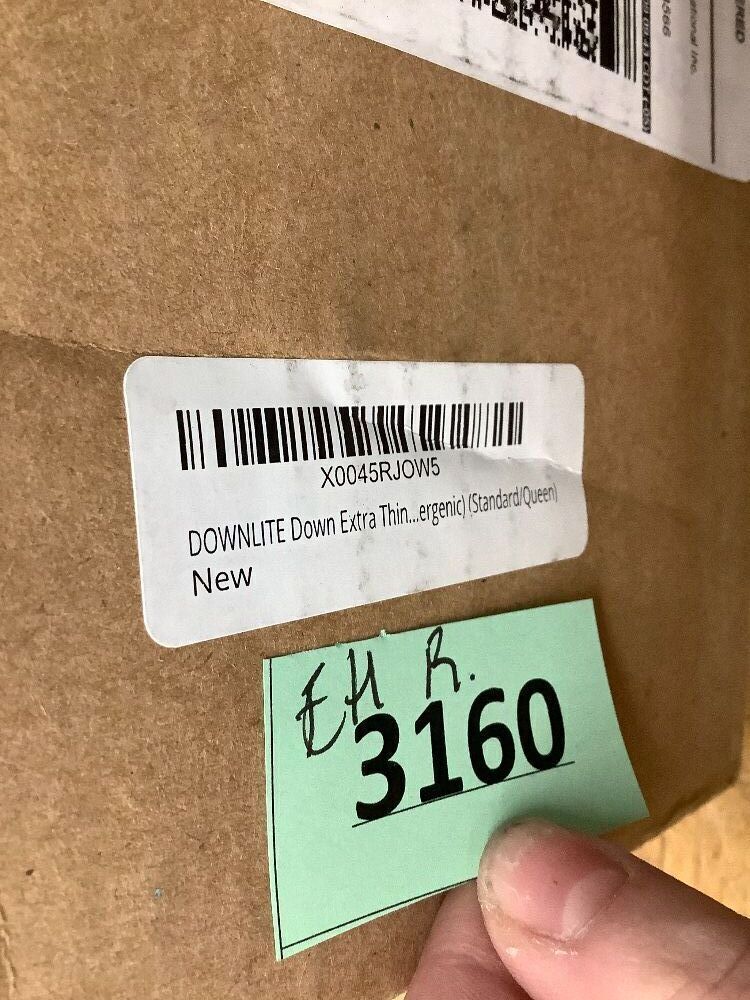 X0045RJOW5
DOWNLITE Down Extra Thin...ergenic) (Standard/Queen)
New
EH R.
3160